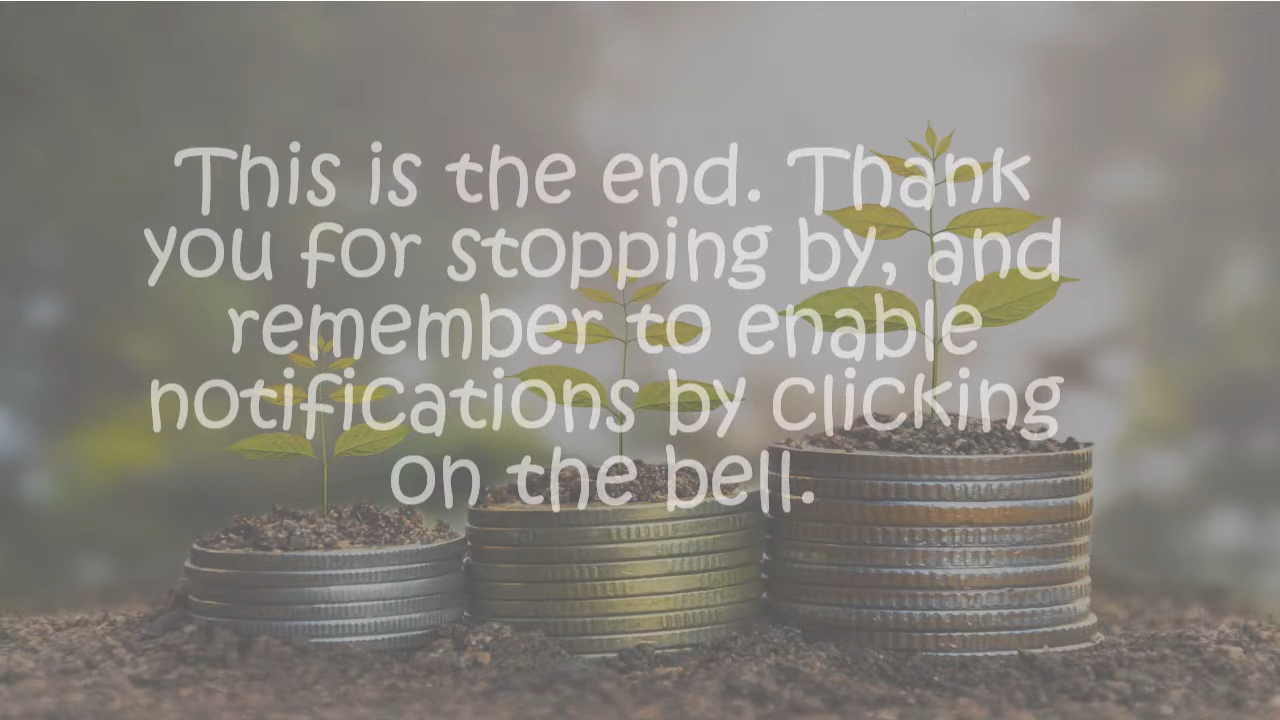 This is the end. Thank
you for stopping by, and
remember to enable
notifications by clicking
on the bell.